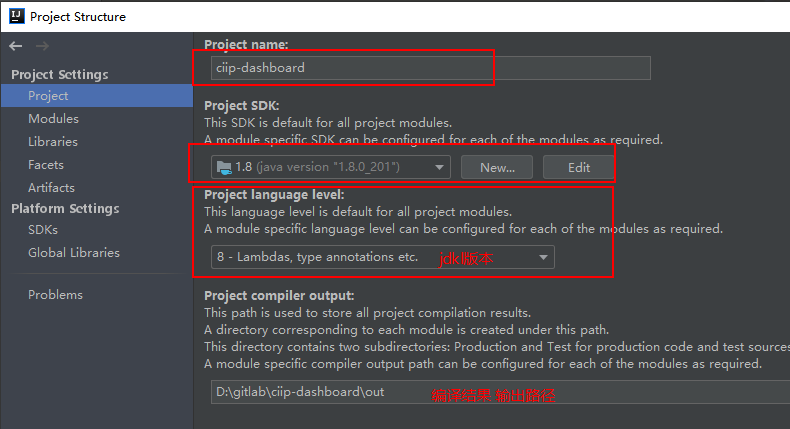 Project Structure
Project name:
Project Settings
ciip-dashboard
Project
Modules
Project SDK:
This SDK is default for all project modules.
Libraries
A module specific SDK can be configured for each of the modules as required.
Facets
1.8 (java version "1.8.0_201")
New...
Edit
Artifacts
Project language level:
Platform Settings
This language level is default for all project modules.
SDKs
A module specific language level can be configured for each of the modules as required.
Global Libraries
8 - Lambdas, type annotations etc.
jdk版本
Problems
Project compiler output:
This path is used to store all project compilation results.
A directory corresponding to each module is created under this path.
This directory contains two subdirectories: Production and Test for production code and test sources
A module specific compiler output path can be configured for each of the modules as required.
D:\gitlab\ciip-dashboard\out
编译结果 输出路径